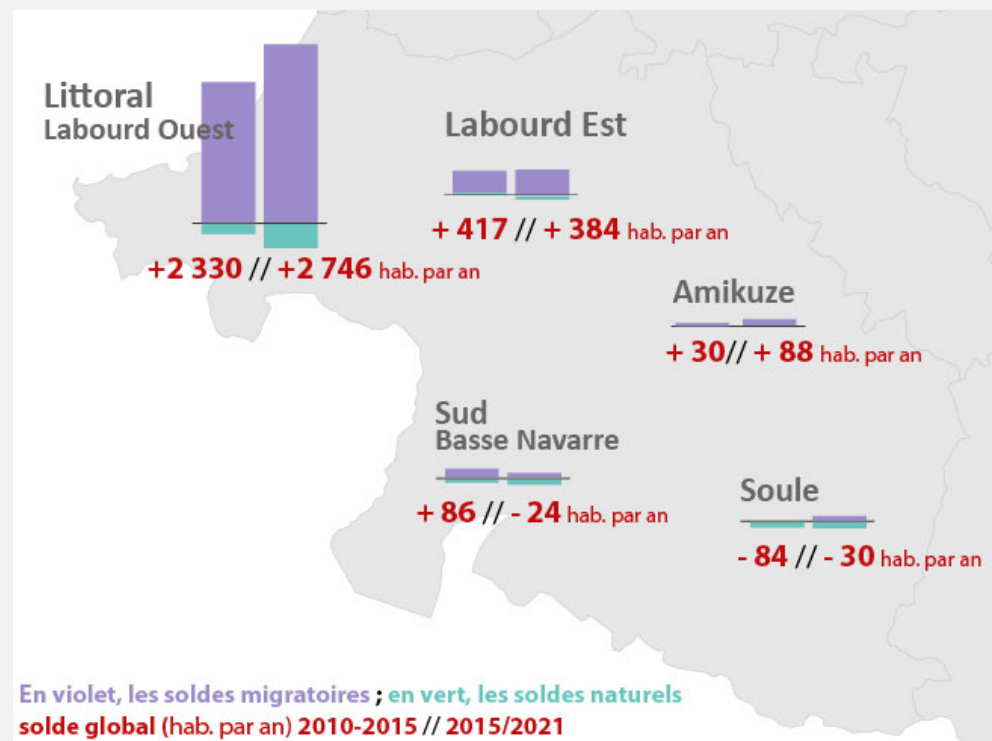 Littoral
Labourd Ouest
+2 330 // +2 746 hab. par an
Labourd Est
+ 417 // + 384 hab. par an
Amikuze
+ 30// + 88 hab. par an
Sud
Basse Navarre
+ 86 // - 24 hab. par an
Soule
- 84 // - 30 hab. par an
En violet, les soldes migratoires ; en vert, les soldes naturels
solde global (hab. par an) 2010-2015 // 2015/2021